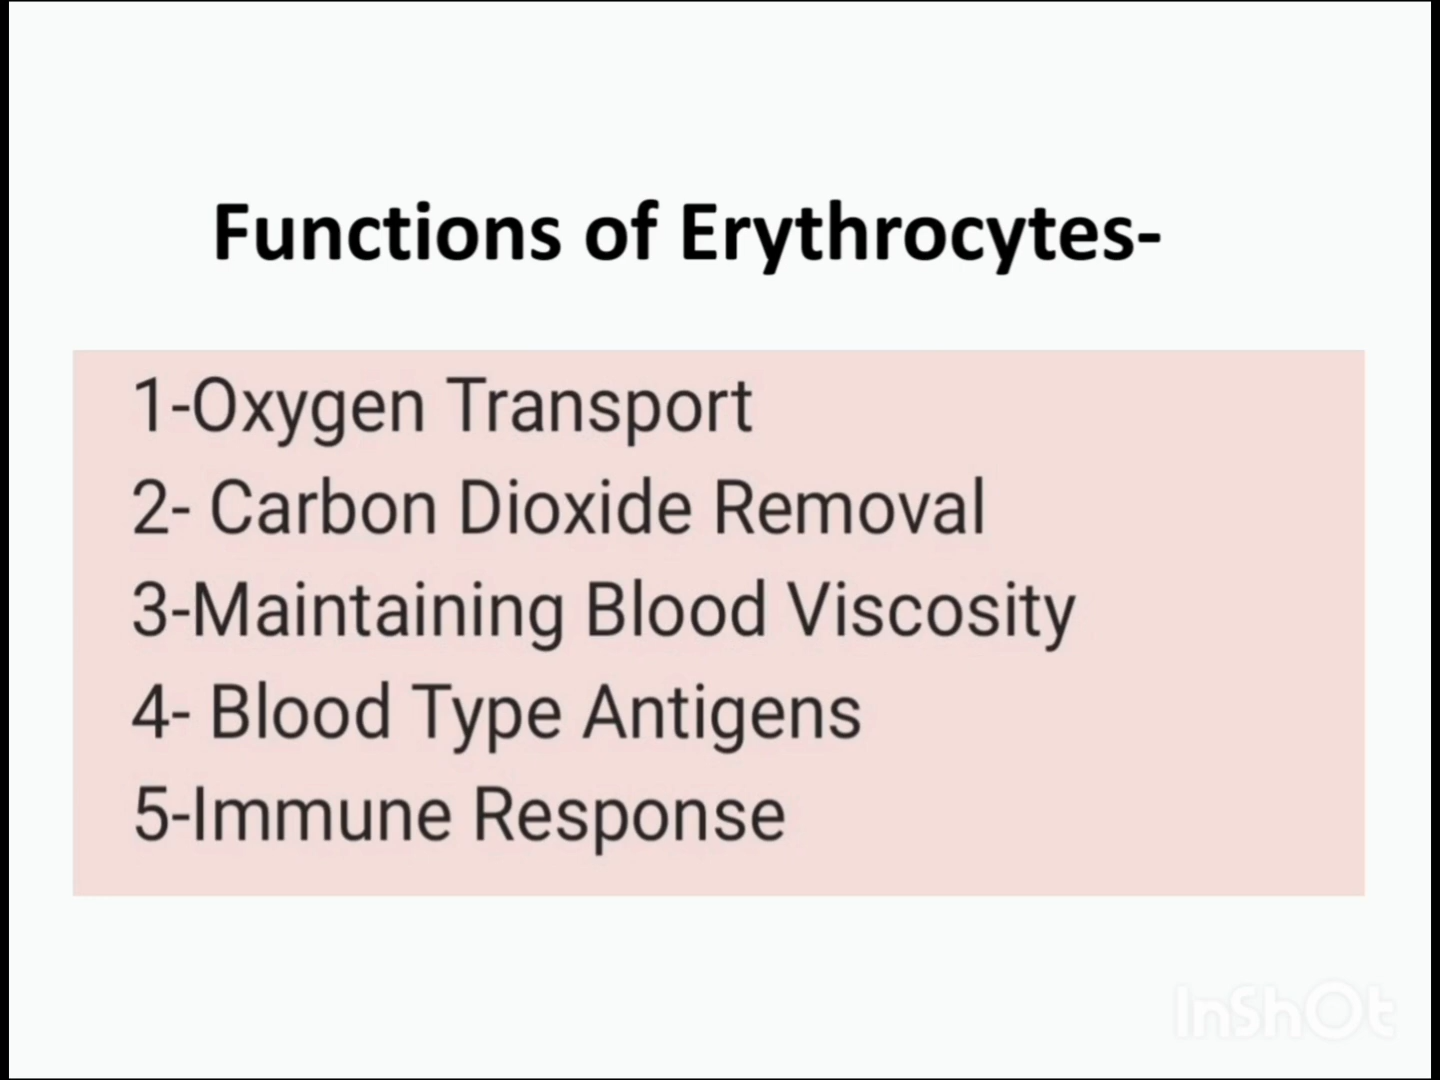 Functions of Erythrocytes-
1-Oxygen Transport
2- Carbon Dioxide Removal
3-Maintaining Blood Viscosity
4- Blood Type Antigens
5-Immune Response
InShOt